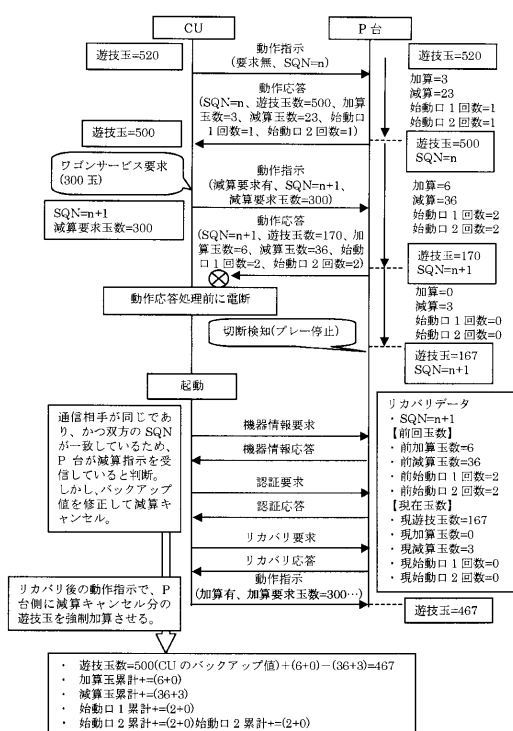 CU
P 台
遊技玉=520
動作指示
(要求無、SQN=n)
遊技玉=520
加算=3
減算=23
始動口 1 回数=1
始動口 2 回数=1
動作応答
(SQN=n、遊技玉数=500、加算
玉数=3、減算玉数=23、始動口
1 回数=1、始動口 2 回数=1)
遊技玉=500
遊技玉=500
SQN=n
ワゴンサービス要求
(300 玉)
動作指示
(減算要求有、SQN=n+1、
減算要求玉数=300)
加算=6
減算=36
始動口 1 回数=2
始動口 2 回数=2
SQN=n+1
減算要求玉数=300
動作応答
(SQN=n+1、遊技玉数=170、加
算玉数=6、減算玉数=36、始動
口 1 回数=2、始動口 2 回数=2)
遊技玉=170
SQN=n+1
動作応答処理前に電断
加算=0
減算=3
始動口 1 回数=0
始動口 2 回数=0
切断検知(プレー停止)
遊技玉=167
SQN=n+1
起動
通信相手が同じであ
り、かつ双方の SQN
が一致しているため、
P 台が減算指示を受
信していると判断。
しかし、バックアップ
値を修正して減算キ
ャンセル。
機器情報要求
機器情報応答
認証要求
認証応答
リカバリ要求
リカバリ応答
動作指示
(加算有、加算要求玉数=300…)
リカバリデータ
・ SQN=n+1
【前回玉数】
・ 前加算玉数=6
・ 前減算玉数=36
・ 前始動口 1 回数=2
・ 前始動口 2 回数=2
【現在玉数】
・ 現遊技玉数=167
・ 現加算玉数=0
・ 現減算玉数=3
・ 現始動口 1 回数=0
・ 現始動口 2 回数=0
リカバリ後の動作指示で、P
台側に減算キャンセル分の
遊技玉を強制加算させる。
遊技玉=467
・ 遊技玉数=500(CU のバックアップ値)+(6+0)−(36+3)=467
・ 加算玉累計+=(6+0)
・ 減算玉累計+=(36+3)
・ 始動口 1 累計+=(2+0)
・ 始動口 2 累計+=(2+0)始動口 2 累計+=(2+0)